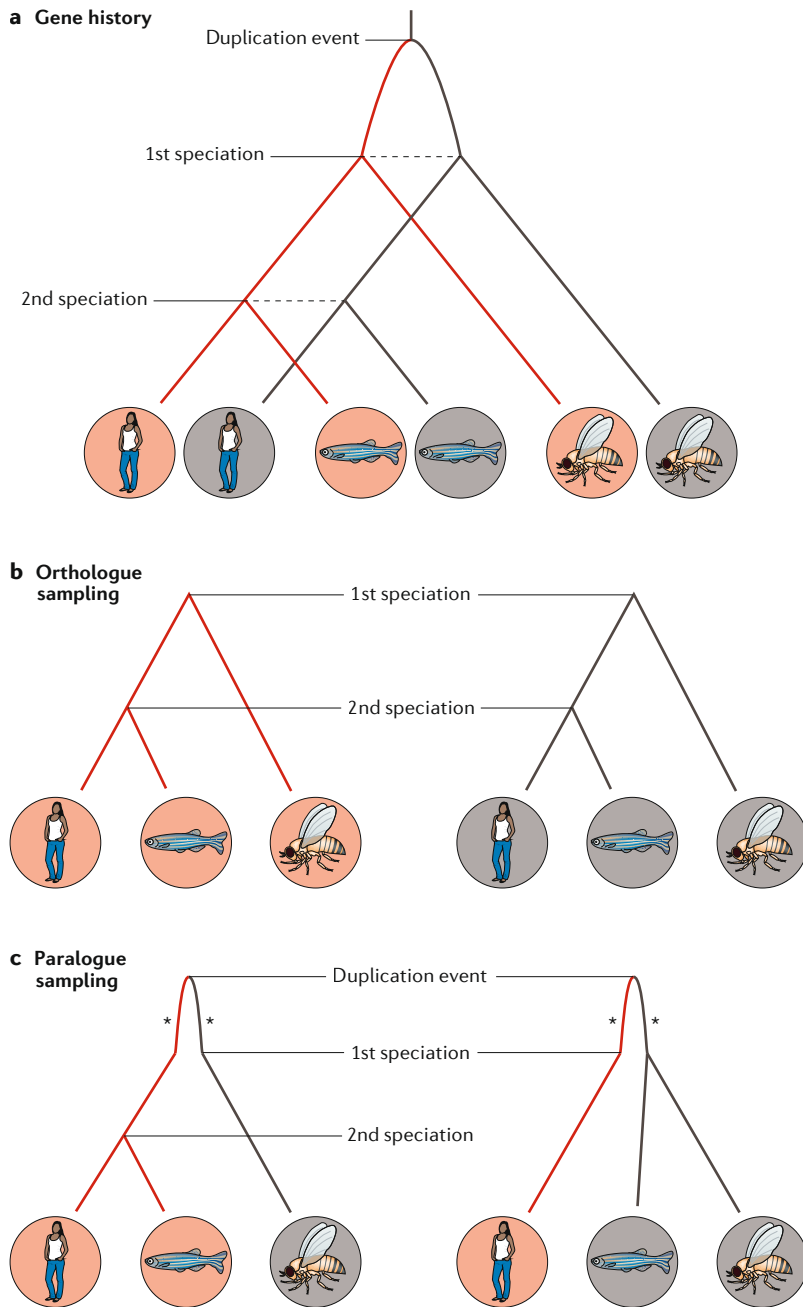 a Gene history
Duplication event
1st speciation
2nd speciation
b Orthologue
sampling
1st speciation
2nd speciation
c Paralogue
sampling
Duplication event
* * * *
1st speciation
2nd speciation